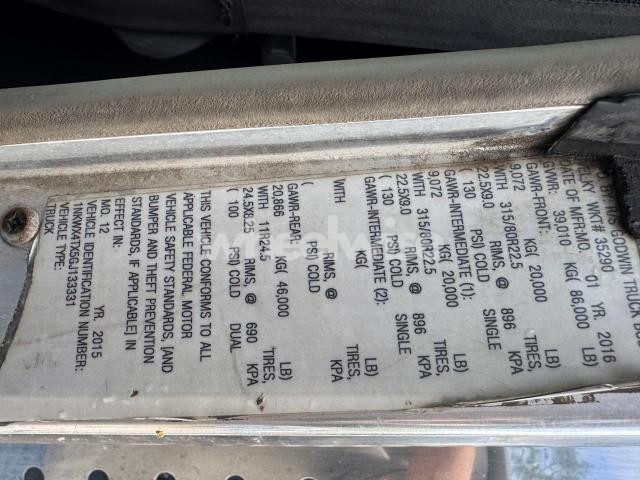 GODWIN TRUCK
ELKY WKT# 35290
DATE OF MFR:MO. 01 YR. 2016
GVWR: 39,010 KG( 86,000 LB)
GAWR-FRONT:
9,072 KG( 20,000 LB)
WITH 315/80R22.5 TIRES,
22.5X9.0 RIMS, @ 896 KPA
( 130 PSI) COLD SINGLE
GAWR-INTERMEDIATE (1):
9,072 KG( 20,000 LB)
WITH 315/80R22.5 TIRES,
22.5X9.0 RIMS, @ 896 KPA
( 130 PSI) COLD SINGLE
GAWR-INTERMEDIATE (2):
KG( LB)
WITH TIRES,
RIMS, @ KPA
( PSI) COLD
GAWR-REAR:
20,866 KG( 46,000 LB)
WITH 11R24.5 TIRES,
24.5X8.25 RIMS, @ 690 KPA
( 100 PSI) COLD DUAL
THIS VEHICLE CONFORMS TO ALL
APPLICABLE FEDERAL MOTOR
VEHICLE SAFETY STANDARDS, [AND
BUMPER AND THEFT PREVENTION
STANDARDS, IF APPLICABLE] IN
EFFECT IN:
MO. 12 YR. 2015
VEHICLE IDENTIFICATION NUMBER:
1NKWX4TX6GJ133331
VEHICLE TYPE:
TRUCK
wheelwire